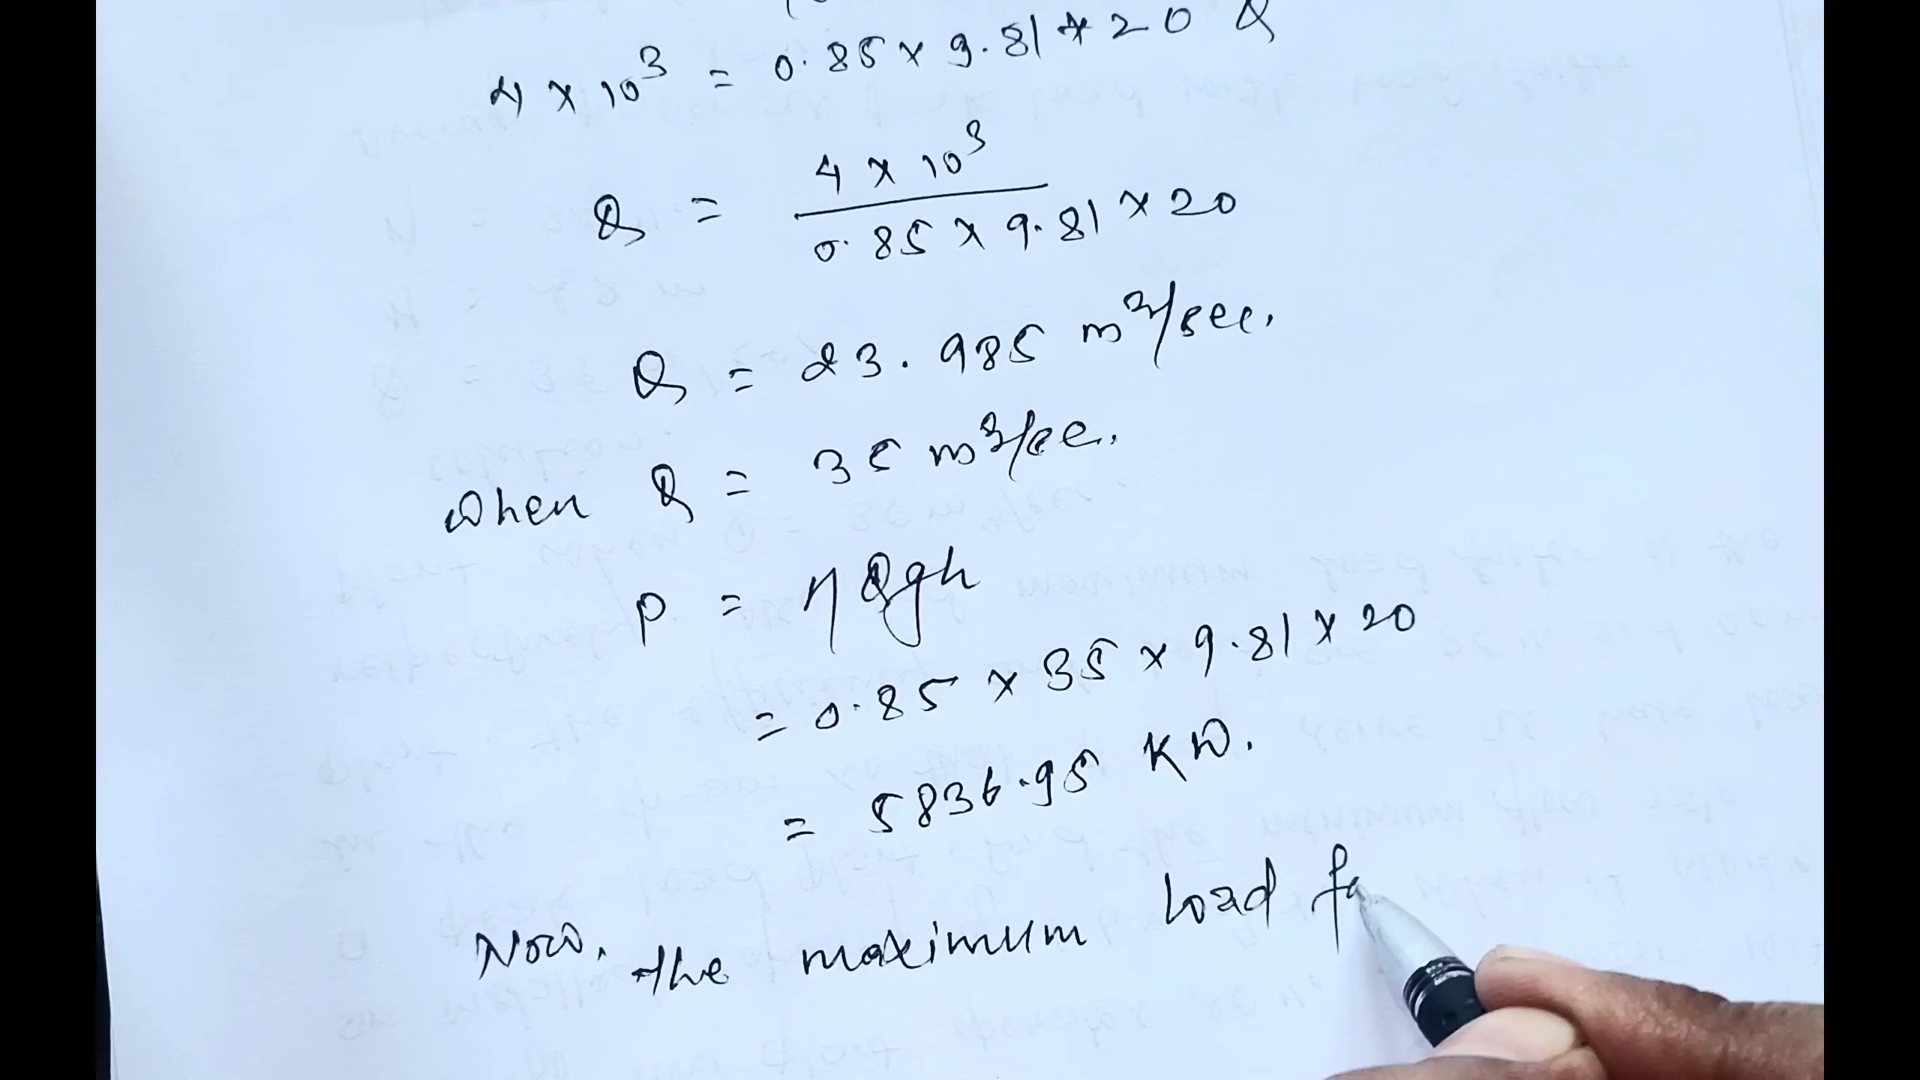 4 × 10³ = 0.85 × 9.81 × 20 Q
Q = 4 × 10³ / 0.85 × 9.81 × 20
Q = 23.985 m³/sec.
when Q = 35 m³/sec.
P = η Qgh
= 0.85 × 35 × 9.81 × 20
= 5836.95 KW.
Now, the maximum load fa